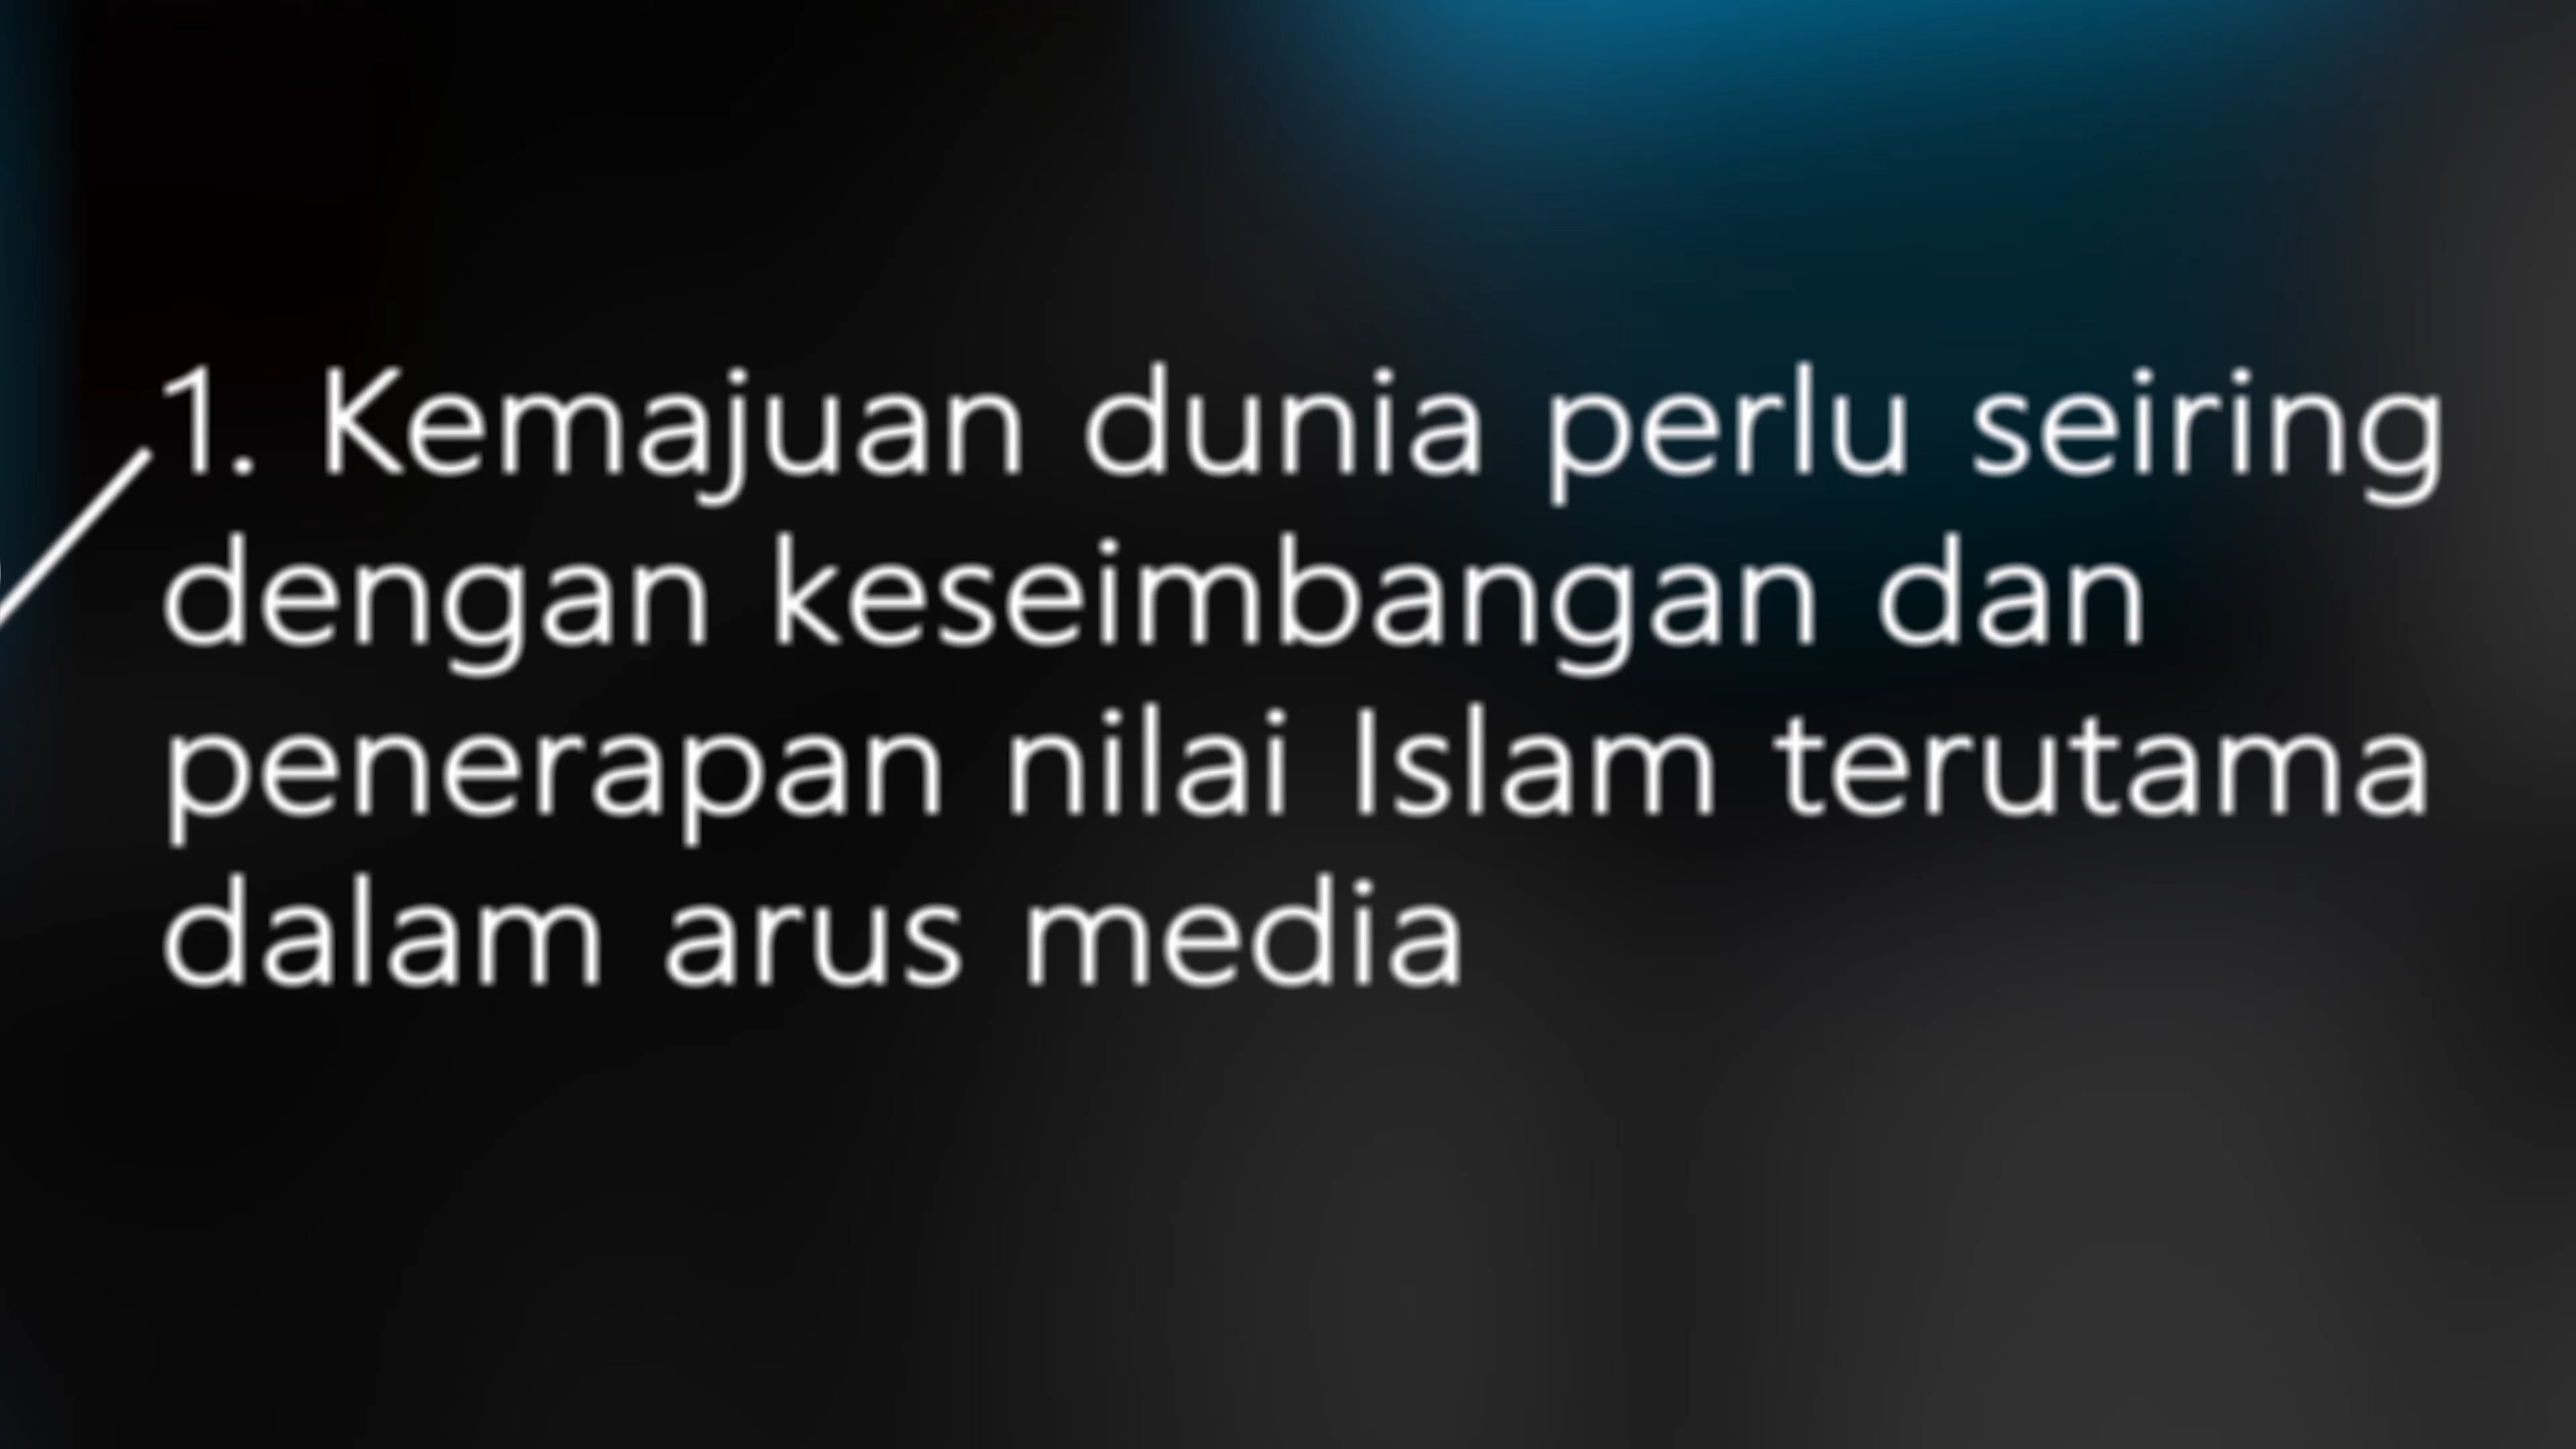 1. Kemajuan dunia perlu seiring
dengan keseimbangan dan
penerapan nilai Islam terutama
dalam arus media